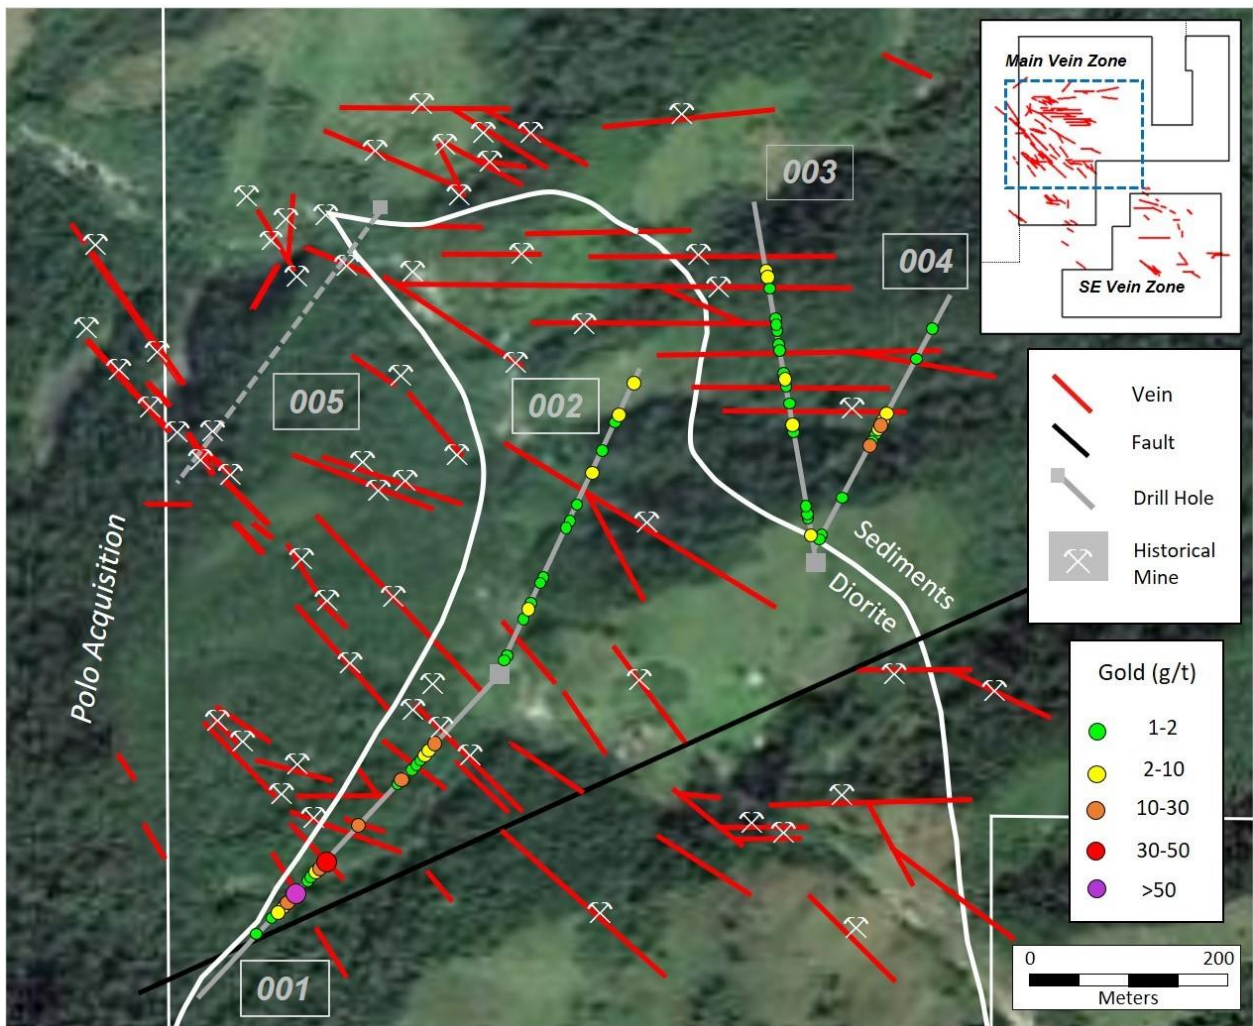 Main Vein Zone
SE Vein Zone
003
004
005
002
001
Polo Acquisition
Sediments
Diorite
Vein
Fault
Drill Hole
Historical
Mine
Gold (g/t)
1-2
2-10
10-30
30-50
>50
0 200
Meters